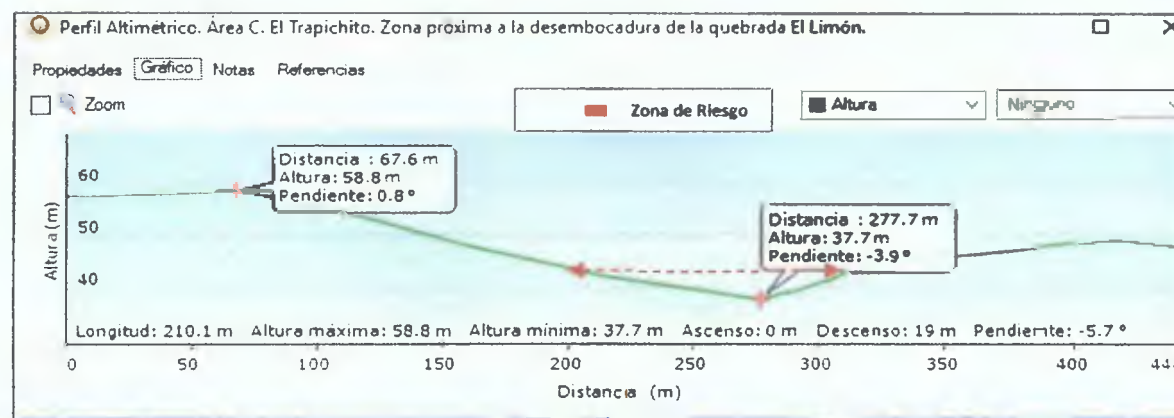 Perfil Altimétrico. Área C. El Trapichito. Zona proxima a la desembocadura de la quebrada El Limón.
Propiedades Gráfico Notas Referencias
Zoom
Zona de Riesgo
Altura
Ninguno
Distancia : 67.6 m
Altura: 58.8 m
Pendiente: 0.8°
Distancia : 277.7 m
Altura: 37.7 m
Pendiente: -3.9°
60
50
40
Altura (m)
Longitud: 210.1 m Altura máxima: 58.8 m Altura mínima: 37.7 m Ascenso: 0 m Descenso: 19 m Pendiente: -5.7°
0 50 100 150 200 250 300 350 400
Distancia (m)